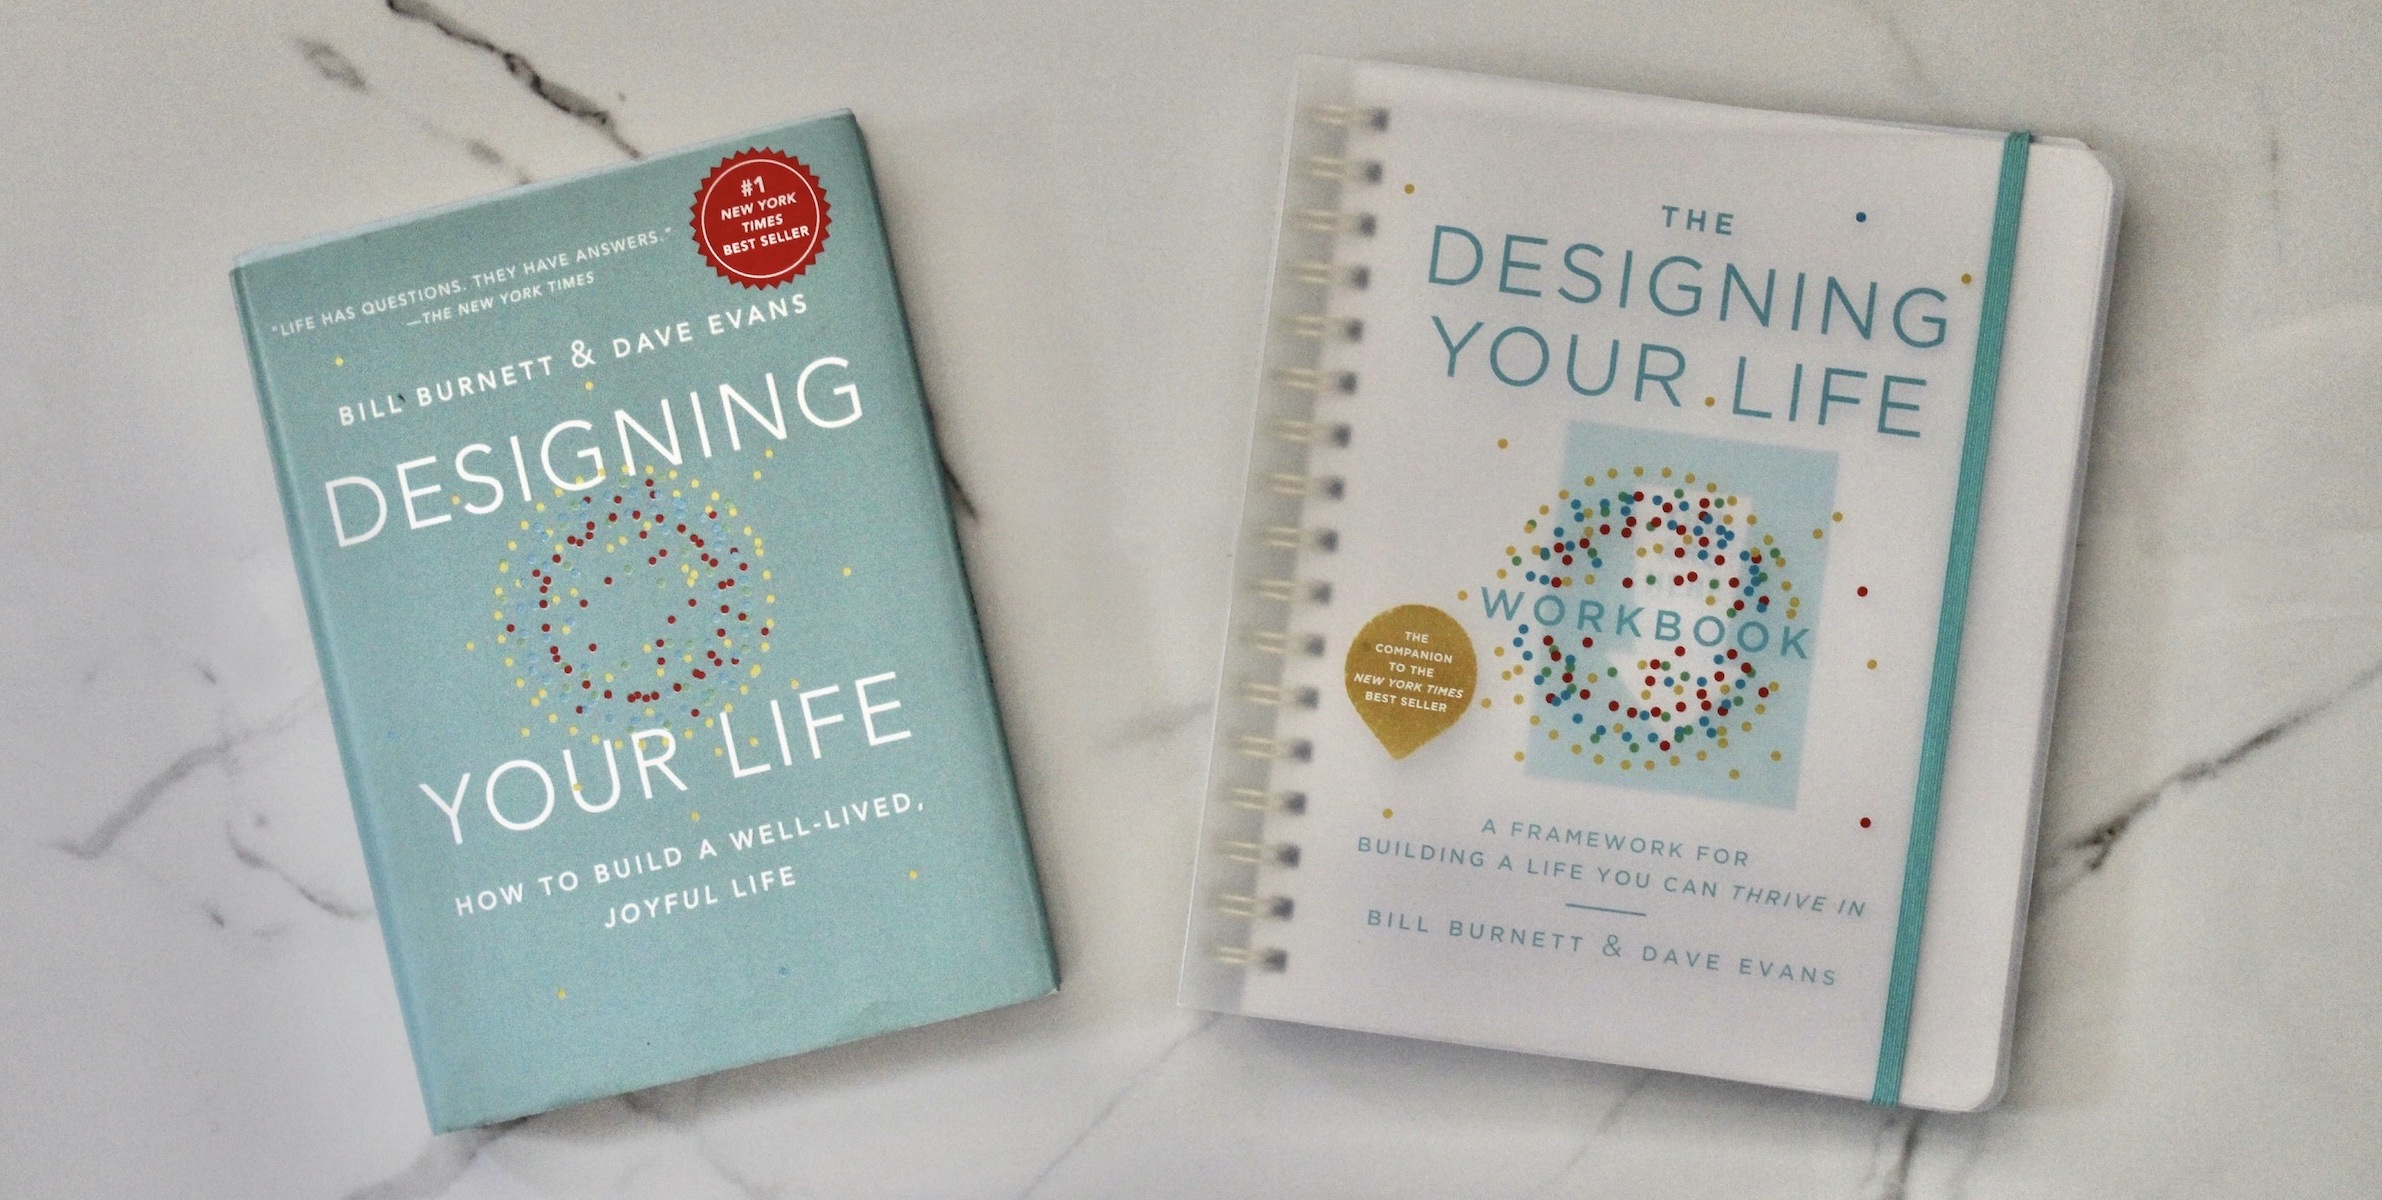 #1
NEW YORK
TIMES
BEST SELLER
"LIFE HAS QUESTIONS. THEY HAVE ANSWERS."
—THE NEW YORK TIMES
BILL BURNETT & DAVE EVANS
DESIGNING
YOUR LIFE
HOW TO BUILD A WELL-LIVED,
JOYFUL LIFE
THE
DESIGNING
YOUR LIFE
WORKBOOK
THE
COMPANION
TO THE
NEW YORK TIMES
BEST SELLER
A FRAMEWORK FOR
BUILDING A LIFE YOU CAN THRIVE IN
BILL BURNETT & DAVE EVANS